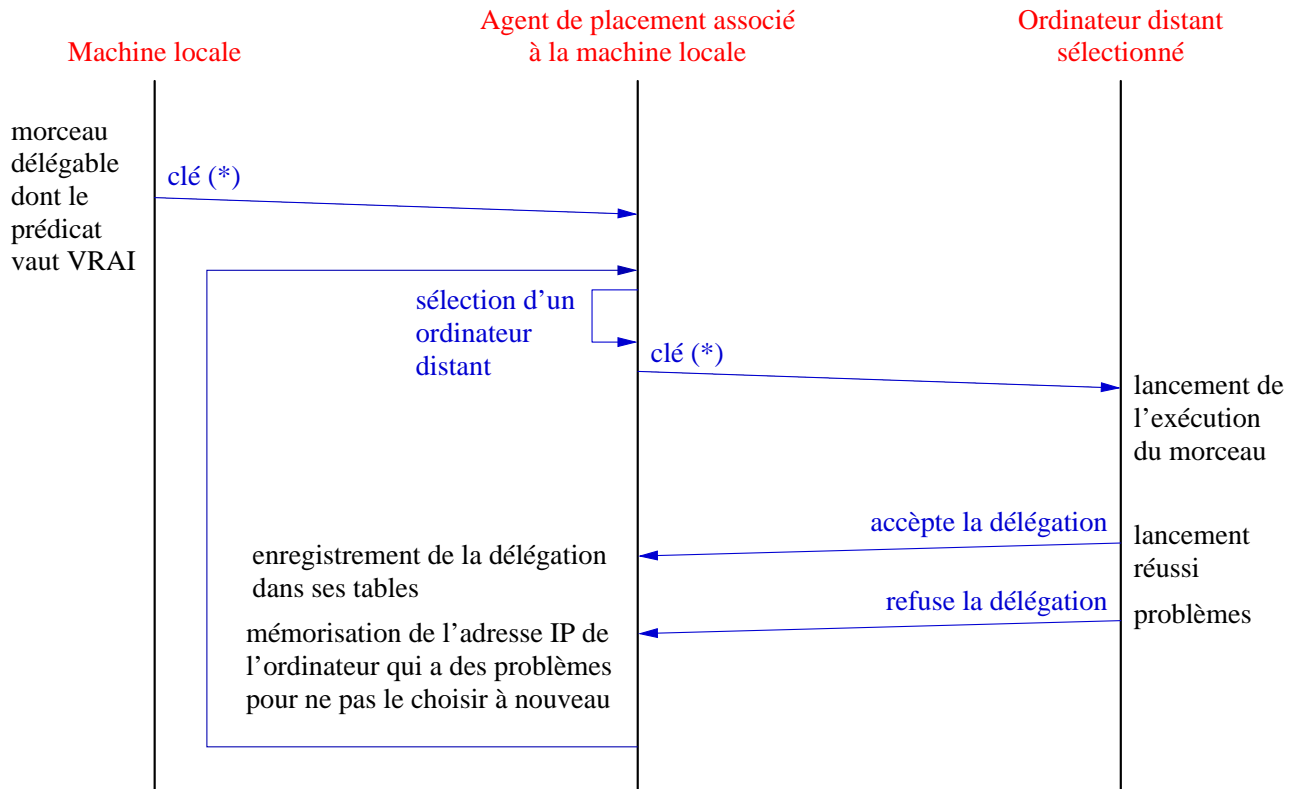 Machine locale
Agent de placement associé
à la machine locale
Ordinateur distant
sélectionné
morceau
délégable
dont le
prédicat
vaut VRAI
clé (*)
sélection d’un
ordinateur
distant
clé (*)
lancement de
l’exécution
du morceau
accèpte la délégation
lancement
réussi
enregistrement de la délégation
dans ses tables
refuse la délégation
problèmes
mémorisation de l’adresse IP de
l’ordinateur qui a des problèmes
pour ne pas le choisir à nouveau